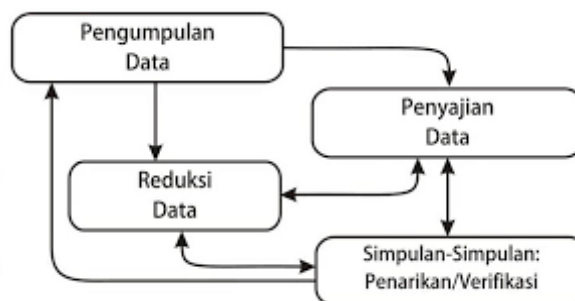 Pengumpulan
Data
Penyajian
Data
Reduksi
Data
Simpulan-Simpulan:
Penarikan/Verifikasi